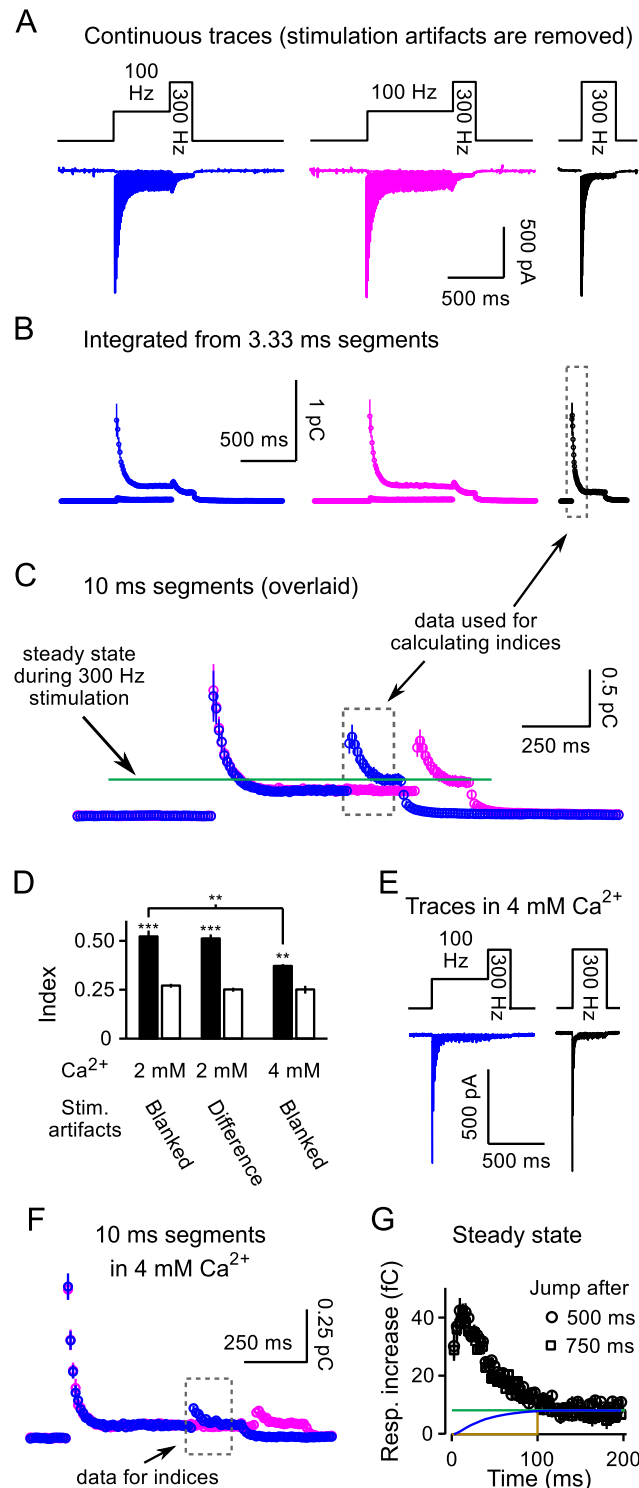 A
Continuous traces (stimulation artifacts are removed)
100
Hz
300 Hz
100 Hz
300 Hz
300 Hz
500 pA
500 ms
B
Integrated from 3.33 ms segments
500 ms
1 pC
C
10 ms segments (overlaid)
data used for
calculating indices
steady state
during 300 Hz
stimulation
0.5 pC
250 ms
D
**
***
***
**
0.50
0.25
0
Index
Ca2+ 2 mM 2 mM 4 mM
Stim.
artifacts
Blanked
Difference
Blanked
E
Traces in 4 mM Ca2+
100
Hz
300 Hz
300 Hz
500 pA
500 ms
F
10 ms segments
in 4 mM Ca2+
0.25 pC
250 ms
data for indices
G
Steady state
Resp. increase (fC)
Jump after
500 ms
750 ms
40
20
0
0 100 200
Time (ms)